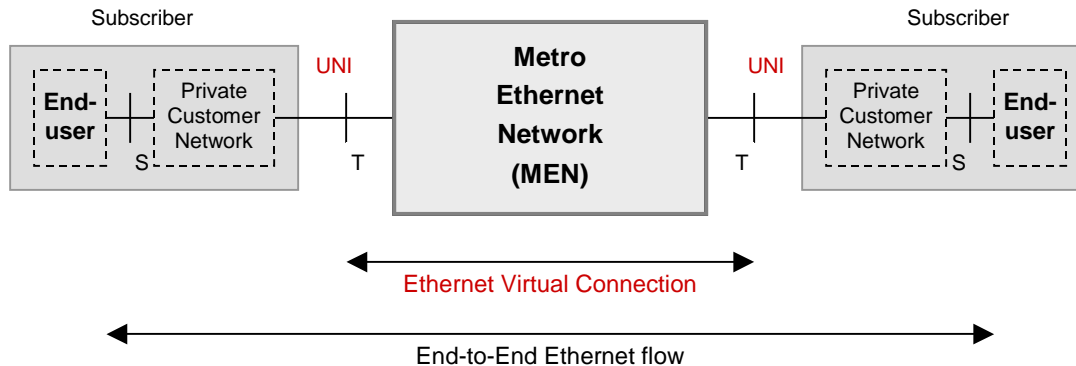 Subscriber
Subscriber
UNI
UNI
End-
user
Private
Customer
Network
S
T
Metro
Ethernet
Network
(MEN)
T
Private
Customer
Network
S
End-
user
Ethernet Virtual Connection
End-to-End Ethernet flow